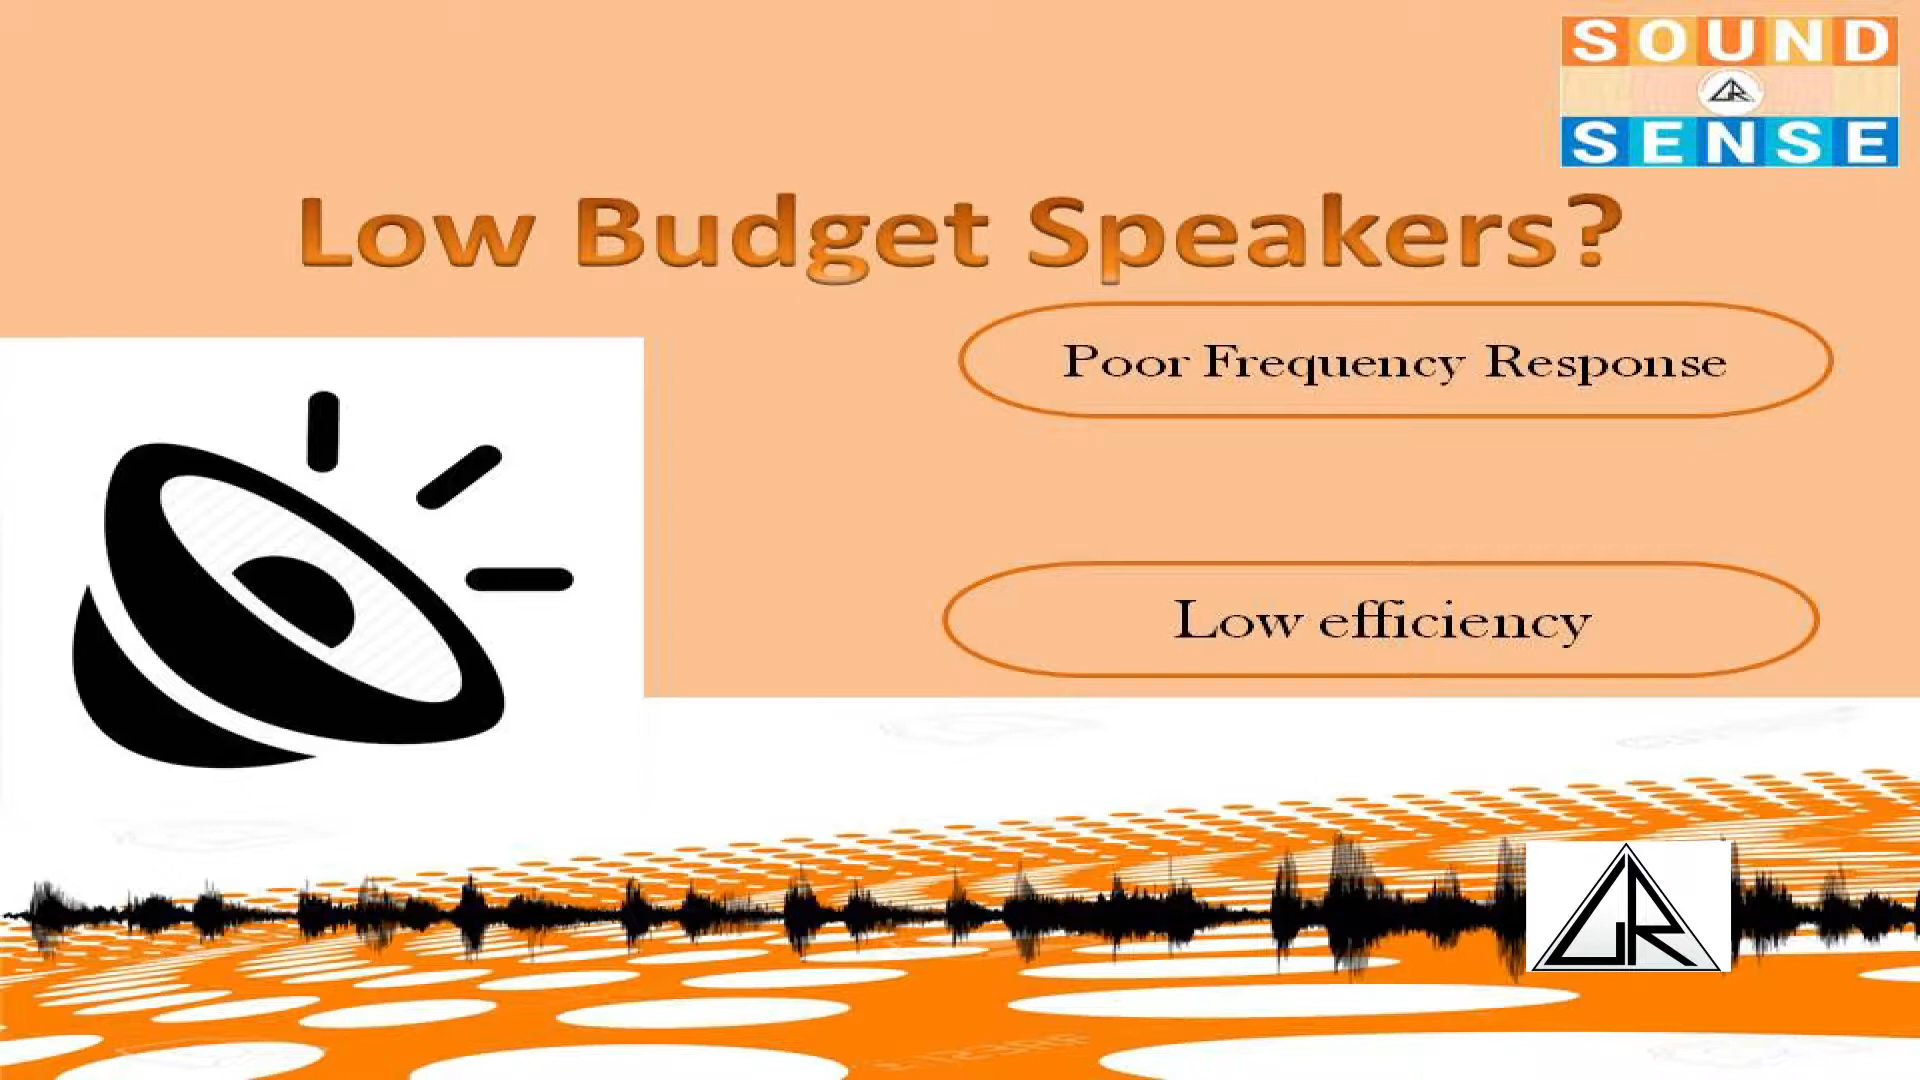 SOUND
SENSE
Low Budget Speakers?
Poor Frequency Response
Low efficiency